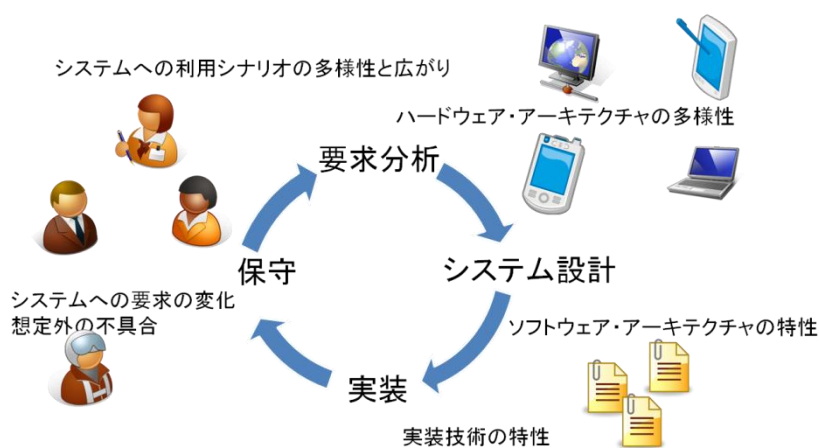 システムへの利用シナリオの多様性と広がり
ハードウェア・アーキテクチャの多様性
要求分析
保守
システム設計
システムへの要求の変化
想定外の不具合
ソフトウェア・アーキテクチャの特性
実装
実装技術の特性